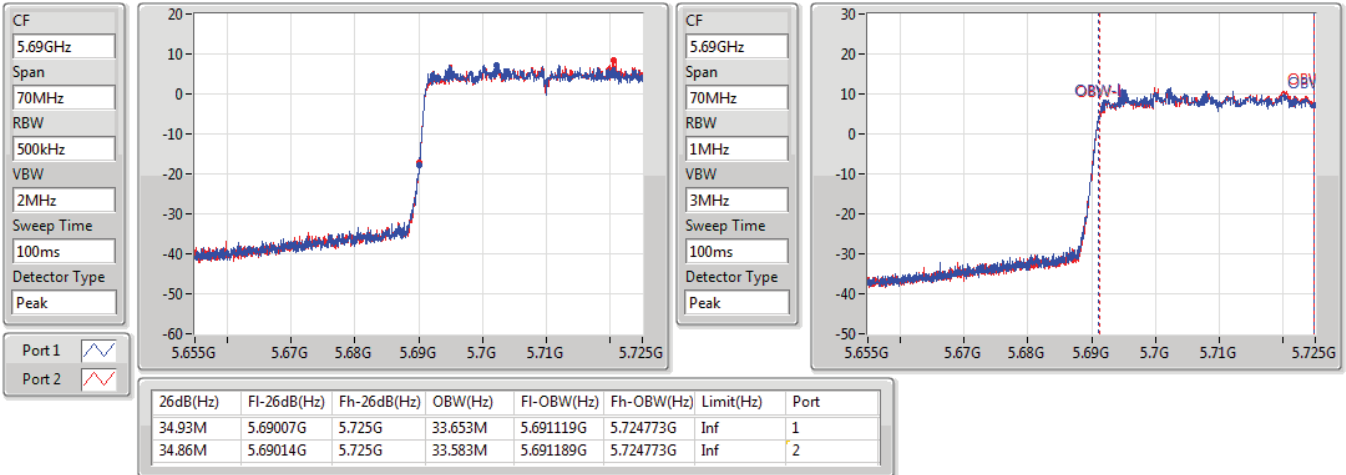 CF
5.69GHz
Span
70MHz
RBW
500kHz
VBW
2MHz
Sweep Time
100ms
Detector Type
Peak
Port 1
Port 2
20
10
0
-10
-20
-30
-40
-50
-60
5.655G 5.67G 5.68G 5.69G 5.7G 5.71G 5.725G
CF
5.69GHz
Span
70MHz
RBW
1MHz
VBW
3MHz
Sweep Time
100ms
Detector Type
Peak
30
20
10
0
-10
-20
-30
-40
-50
OBW-
OBW
5.655G 5.67G 5.68G 5.69G 5.7G 5.71G 5.725G
26dB(Hz) Fl-26dB(Hz) Fh-26dB(Hz) OBW(Hz) Fl-OBW(Hz) Fh-OBW(Hz) Limit(Hz) Port
34.93M 5.69007G 5.725G 33.653M 5.691119G 5.724773G Inf 1
34.86M 5.69014G 5.725G 33.583M 5.691189G 5.724773G Inf 2